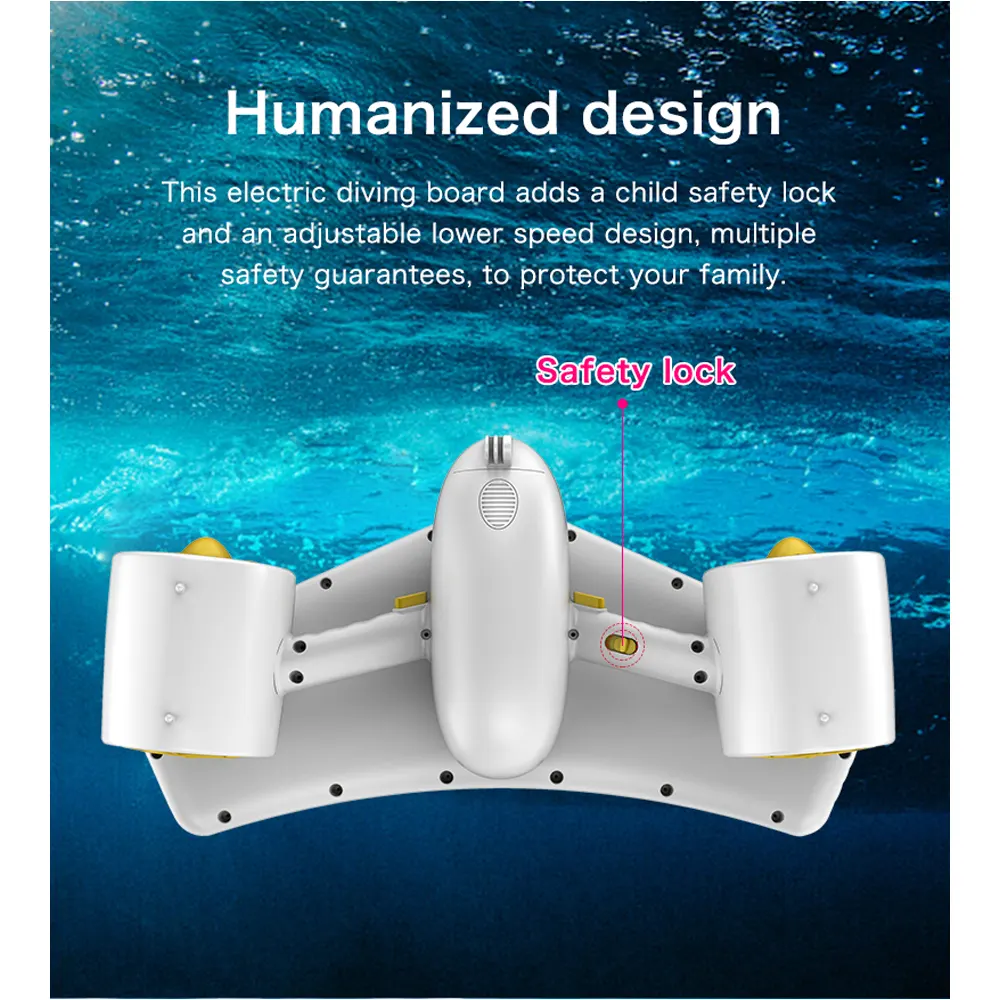 Humanized design
This electric diving board adds a child safety lock
and an adjustable lower speed design, multiple
safety guarantees, to protect your family.
Safety lock